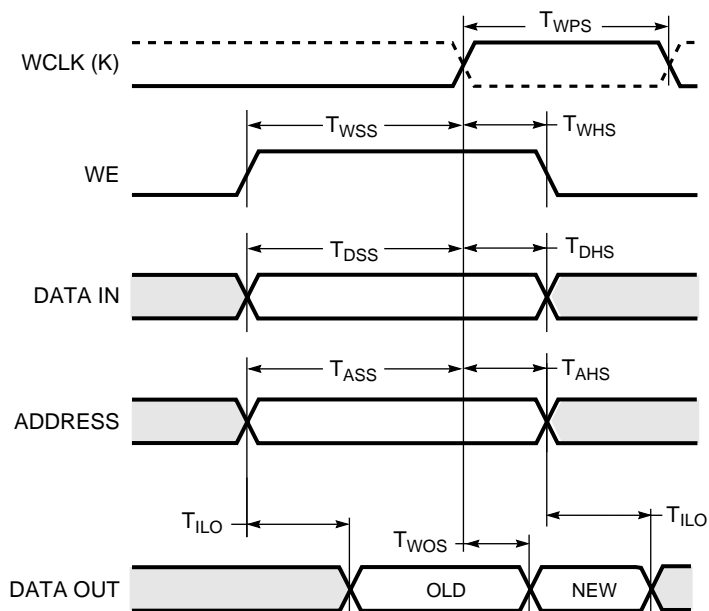 T_WPS
WCLK (K)
T_WSS T_WHS
WE
T_DSS T_DHS
DATA IN
T_ASS T_AHS
ADDRESS
T_ILO T_WOS T_ILO
DATA OUT OLD NEW